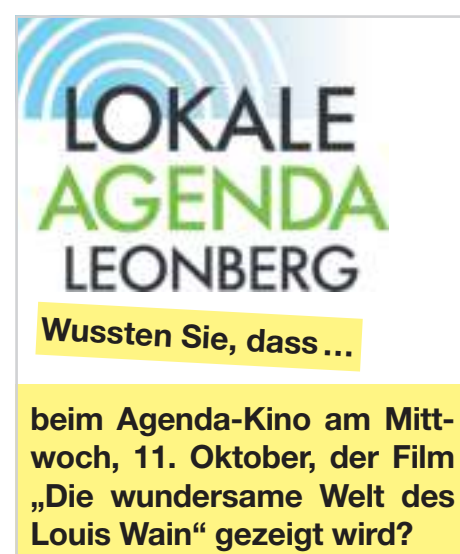 LOKALE
AGENDA
LEONBERG
Wussten Sie, dass…
beim Agenda-Kino am Mitt-
woch, 11. Oktober, der Film
„Die wundersame Welt des
Louis Wain“ gezeigt wird?